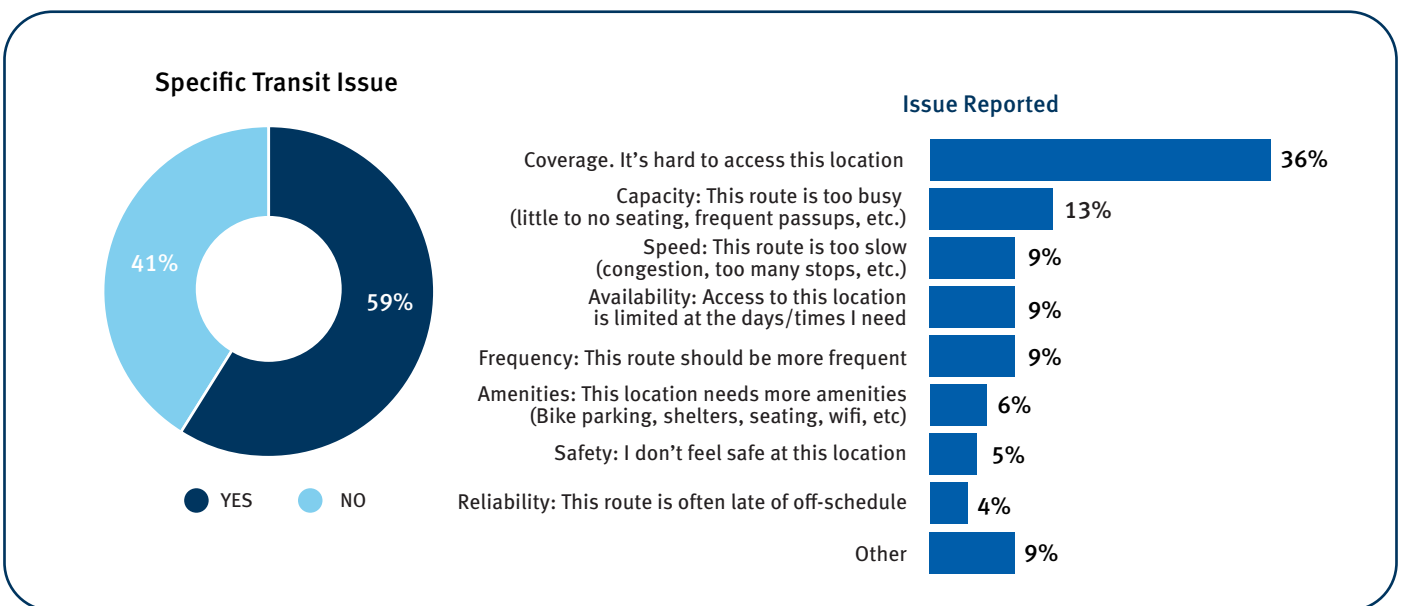 Specific Transit Issue
41%
59%
YES
NO
Issue Reported
Coverage. It’s hard to access this location
36%
Capacity: This route is too busy
(little to no seating, frequent passups, etc.)
13%
Speed: This route is too slow
(congestion, too many stops, etc.)
9%
Availability: Access to this location
is limited at the days/times I need
9%
Frequency: This route should be more frequent
9%
Amenities: This location needs more amenities
(Bike parking, shelters, seating, wifi, etc)
6%
Safety: I don’t feel safe at this location
5%
Reliability: This route is often late of off-schedule
4%
Other
9%